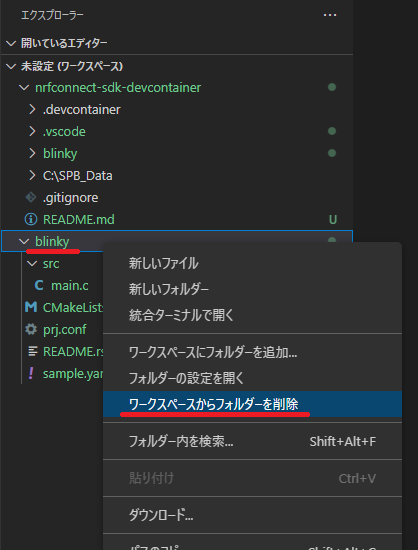 エクスプローラー
開いているエディター
未設定 (ワークスペース)
nrfconnect-sdk-devcontainer
.devcontainer
.vscode
blinky
C:\SPB_Data
.gitignore
README.md U
blinky
src
main.c
CMakeLists
prj.conf
README.rs
sample.yam
新しいファイル
新しいフォルダー
統合ターミナルで開く
ワークスペースにフォルダーを追加...
フォルダーの設定を開く
ワークスペースからフォルダーを削除
フォルダー内を検索... Shift+Alt+F
貼り付け Ctrl+V
ダウンロード...